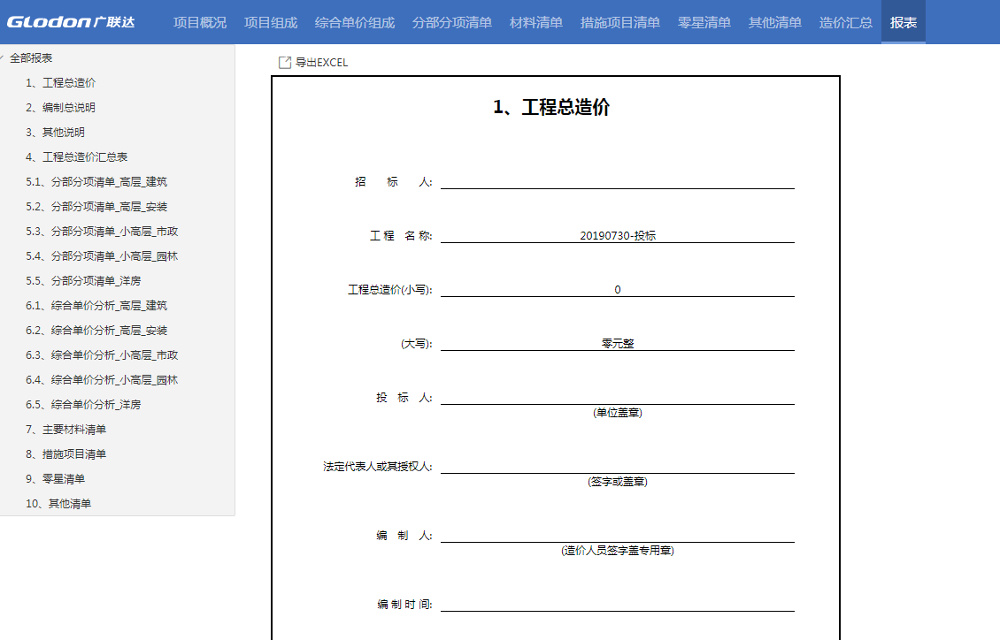 GLODON广联达 项目概况 项目组成 综合单价组成 分部分项清单 材料清单 措施项目清单 零星清单 其他清单 造价汇总 报表
全部报表
1、工程总造价
2、编制总说明
3、其他说明
4、工程总造价汇总表
5.1、分部分项清单_高层_建筑
5.2、分部分项清单_高层_安装
5.3、分部分项清单_小高层_市政
5.4、分部分项清单_小高层_园林
5.5、分部分项清单_洋房
6.1、综合单价分析_高层_建筑
6.2、综合单价分析_高层_安装
6.3、综合单价分析_小高层_市政
6.4、综合单价分析_小高层_园林
6.5、综合单价分析_洋房
7、主要材料清单
8、措施项目清单
9、零星清单
10、其他清单
导出EXCEL
1、工程总造价
招 标 人:
工 程 名 称: 20190730-投标
工程总造价(小写): 0
(大写): 零元整
投 标 人:
(单位盖章)
法定代表人或其授权人:
(签字或盖章)
编 制 人:
(造价人员签字盖专用章)
编 制 时 间: